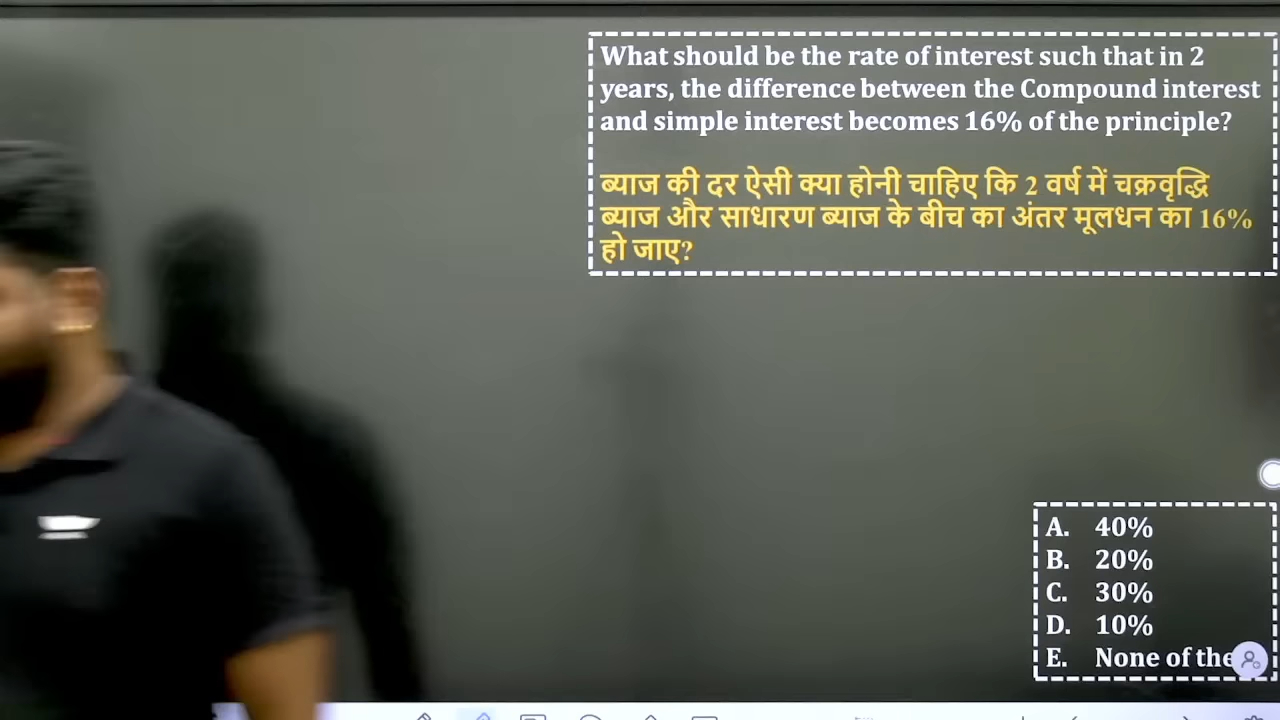 What should be the rate of interest such that in 2
years, the difference between the Compound interest
and simple interest becomes 16% of the principle?
ब्याज की दर ऐसी क्या होनी चाहिए कि 2 वर्ष में चक्रवृद्धि
ब्याज और साधारण ब्याज के बीच का अंतर मूलधन का 16%
हो जाए?
A. 40%
B. 20%
C. 30%
D. 10%
E. None of the